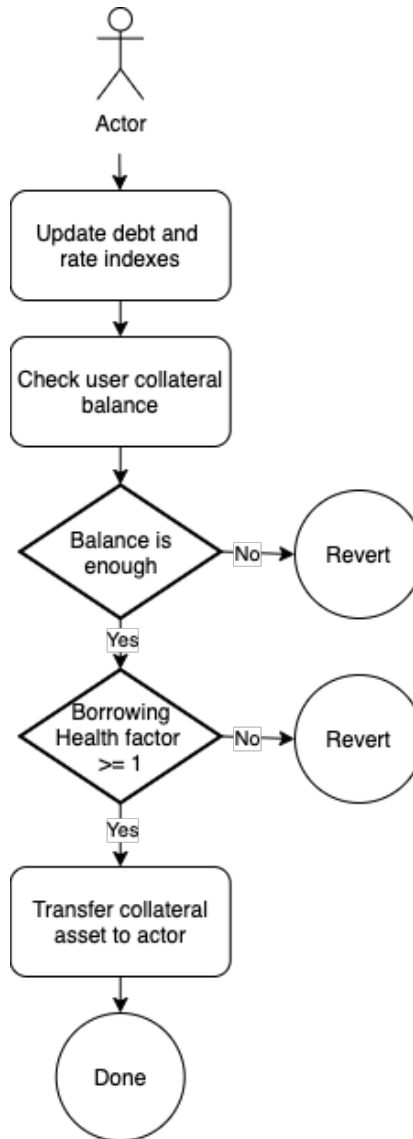 Actor
Update debt and
rate indexes
Check user collateral
balance
Balance is
enough
No
Revert
Yes
Borrowing
Health factor
>= 1
No
Revert
Yes
Transfer collateral
asset to actor
Done